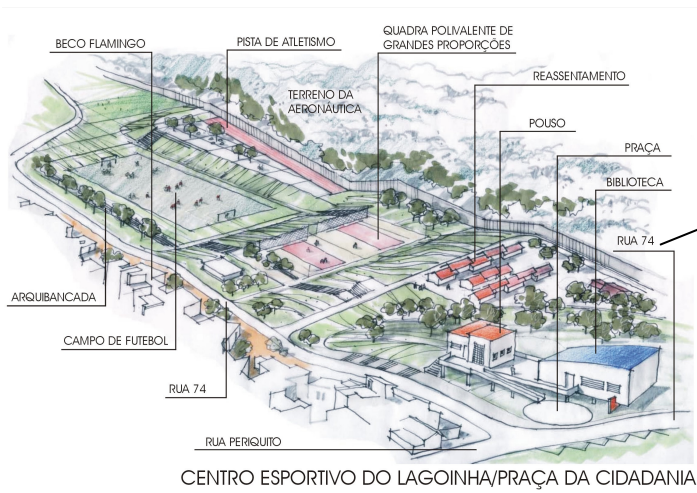 QUADRA POLIVALENTE DE
GRANDES PROPORÇÕES
BECO FLAMINGO
PISTA DE ATLETISMO
REASSENTAMENTO
TERRENO DA
AERONÁUTICA
POUSO
PRAÇA
BIBLIOTECA
RUA 74
ARQUIBANCADA
CAMPO DE FUTEBOL
RUA 74
RUA PERIQUITO
CENTRO ESPORTIVO DO LAGOINHA/PRAÇA DA CIDADANIA